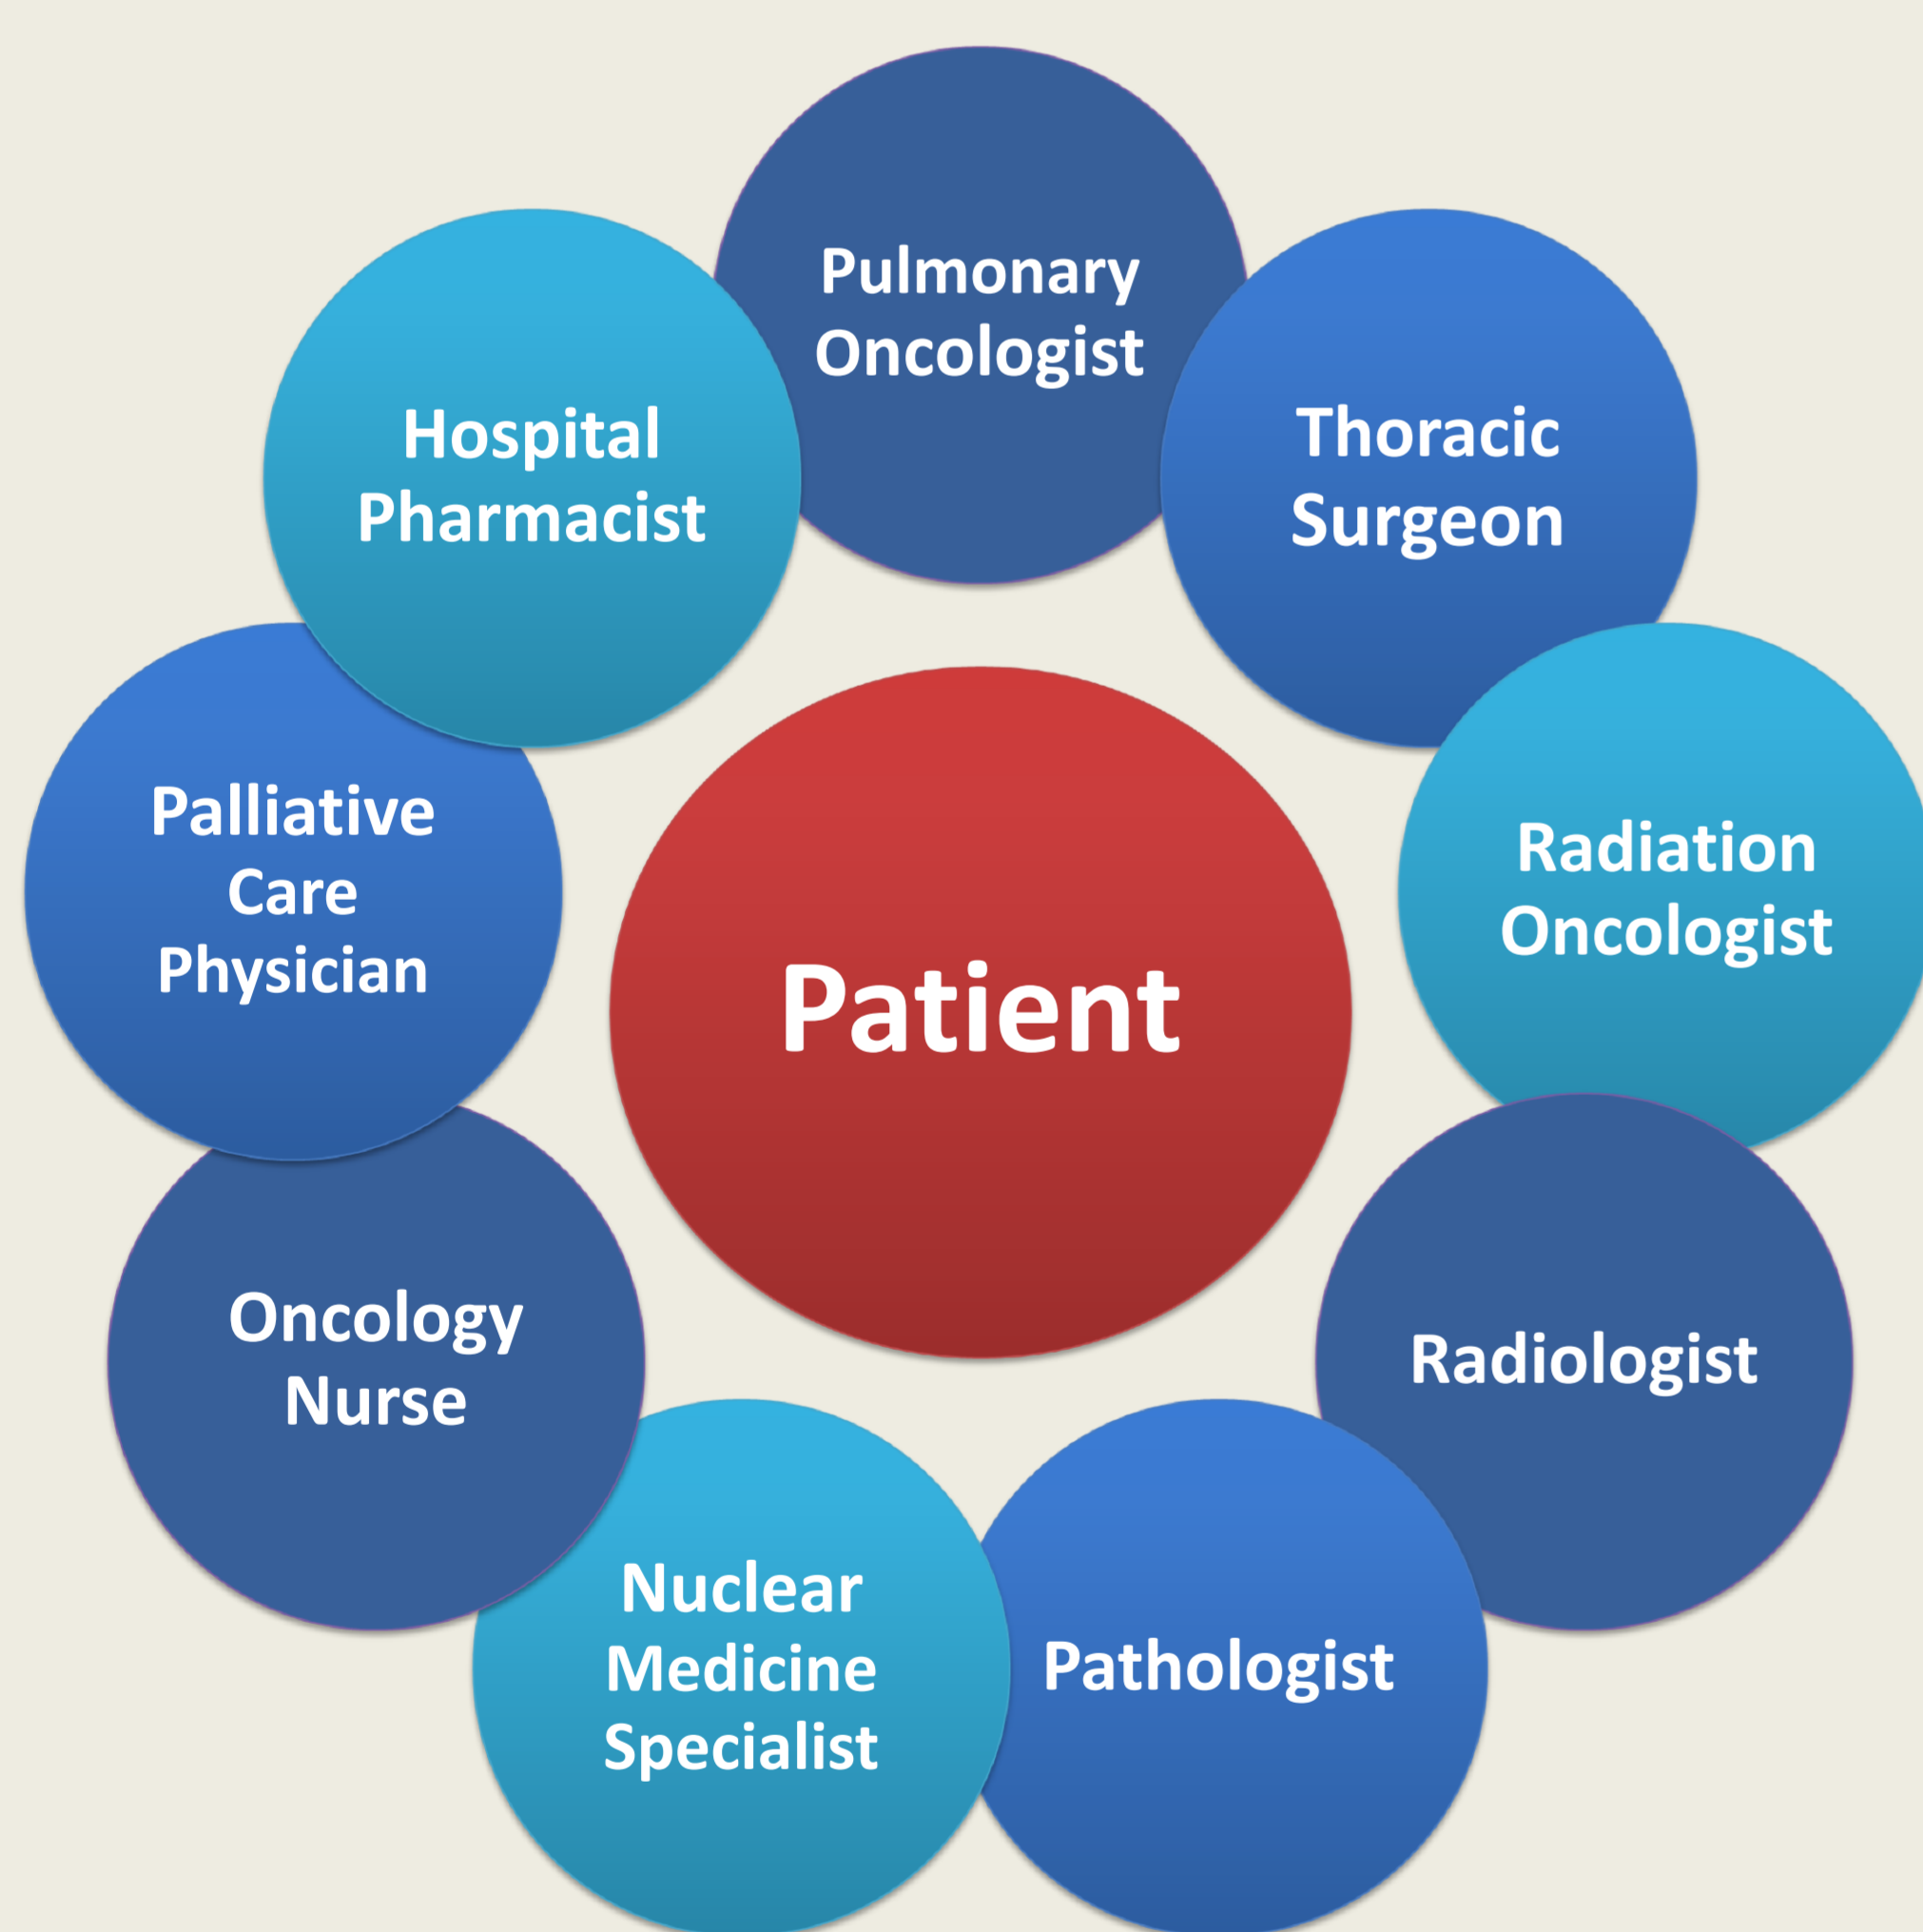 Pulmonary
Oncologist
Thoracic
Surgeon
Radiation
Oncologist
Radiologist
Pathologist
Nuclear
Medicine
Specialist
Oncology
Nurse
Palliative
Care
Physician
Hospital
Pharmacist
Patient